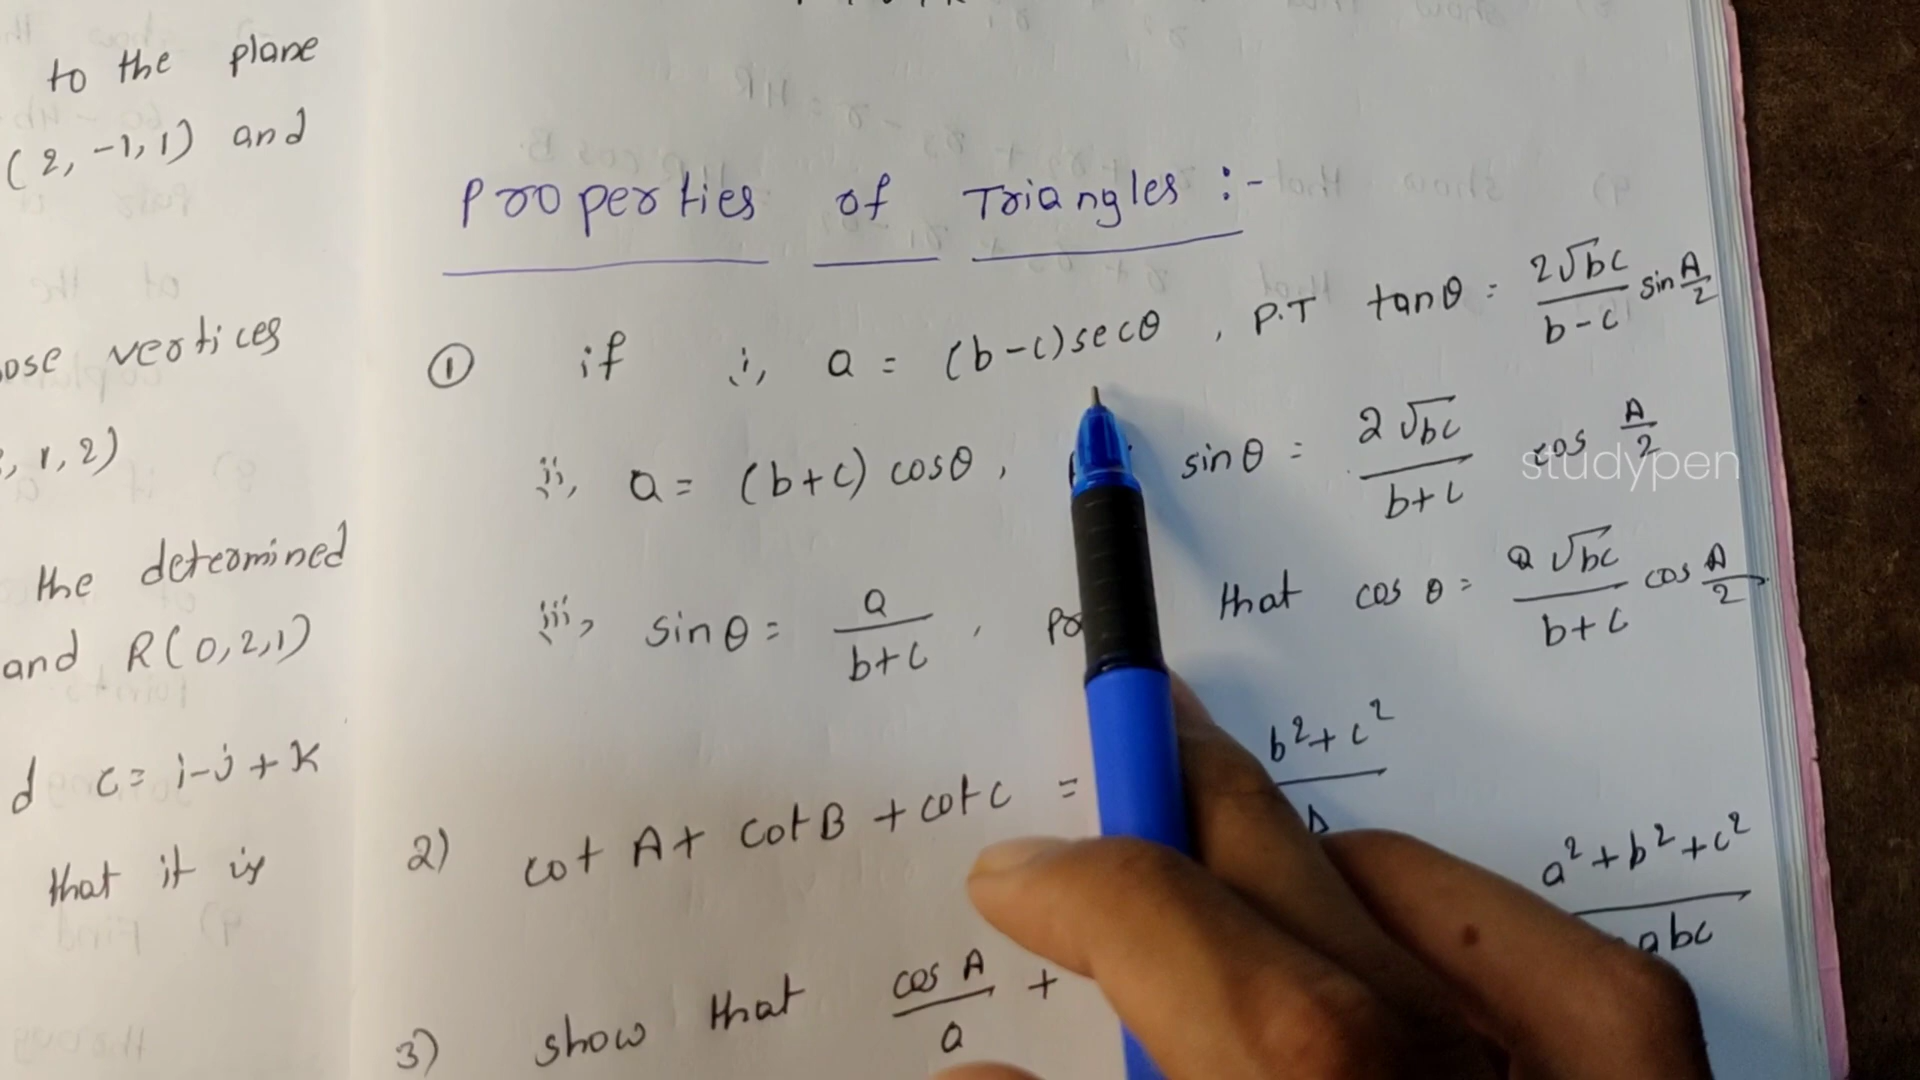 to the plane
(2, -1, 1) and
vertices
, 1, 2)
the determined
and R(0,2,1)
d c = i-j+k
that it is
Properties of Triangles :-
① if i, a = (b-c) secθ, P.T tanθ = 2√bc/b-c sin A/2
ii, a = (b+c) cosθ, sinθ = 2√bc/b+c cos A/2
studypen
iii, sinθ = a/b+c, that cos θ = 2√bc/b+c cos A/2
2) cot A + cot B + cot c = b²+c²
3) show that cos A/a + a²+b²+c²/abc